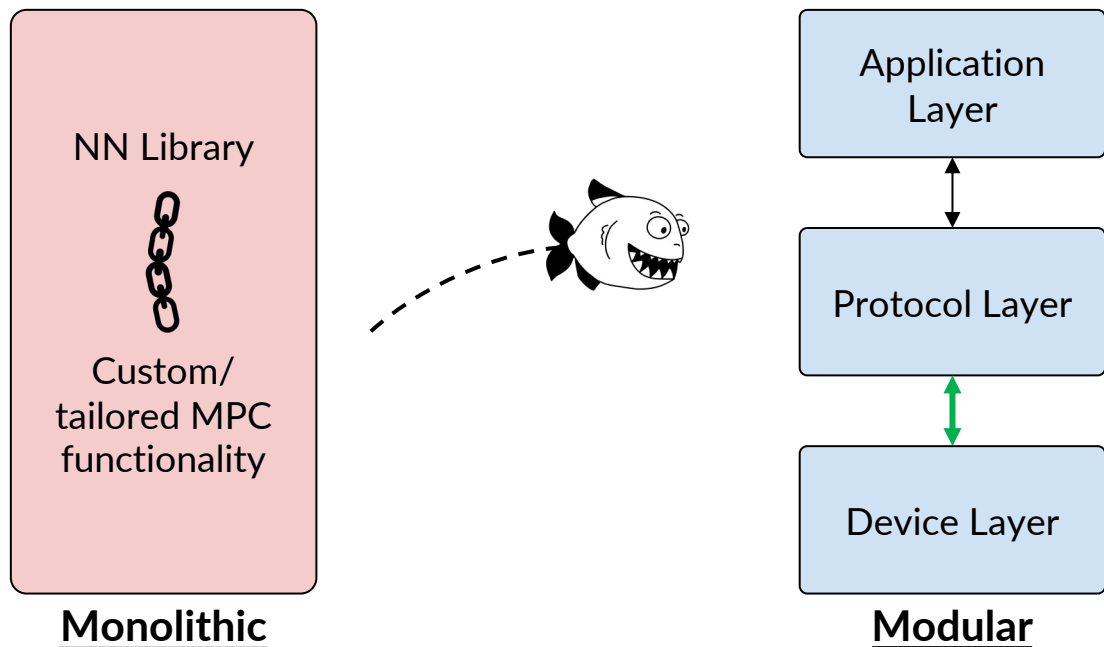 NN Library
Custom/
tailored MPC
functionality
Monolithic
Application
Layer
Protocol Layer
Device Layer
Modular